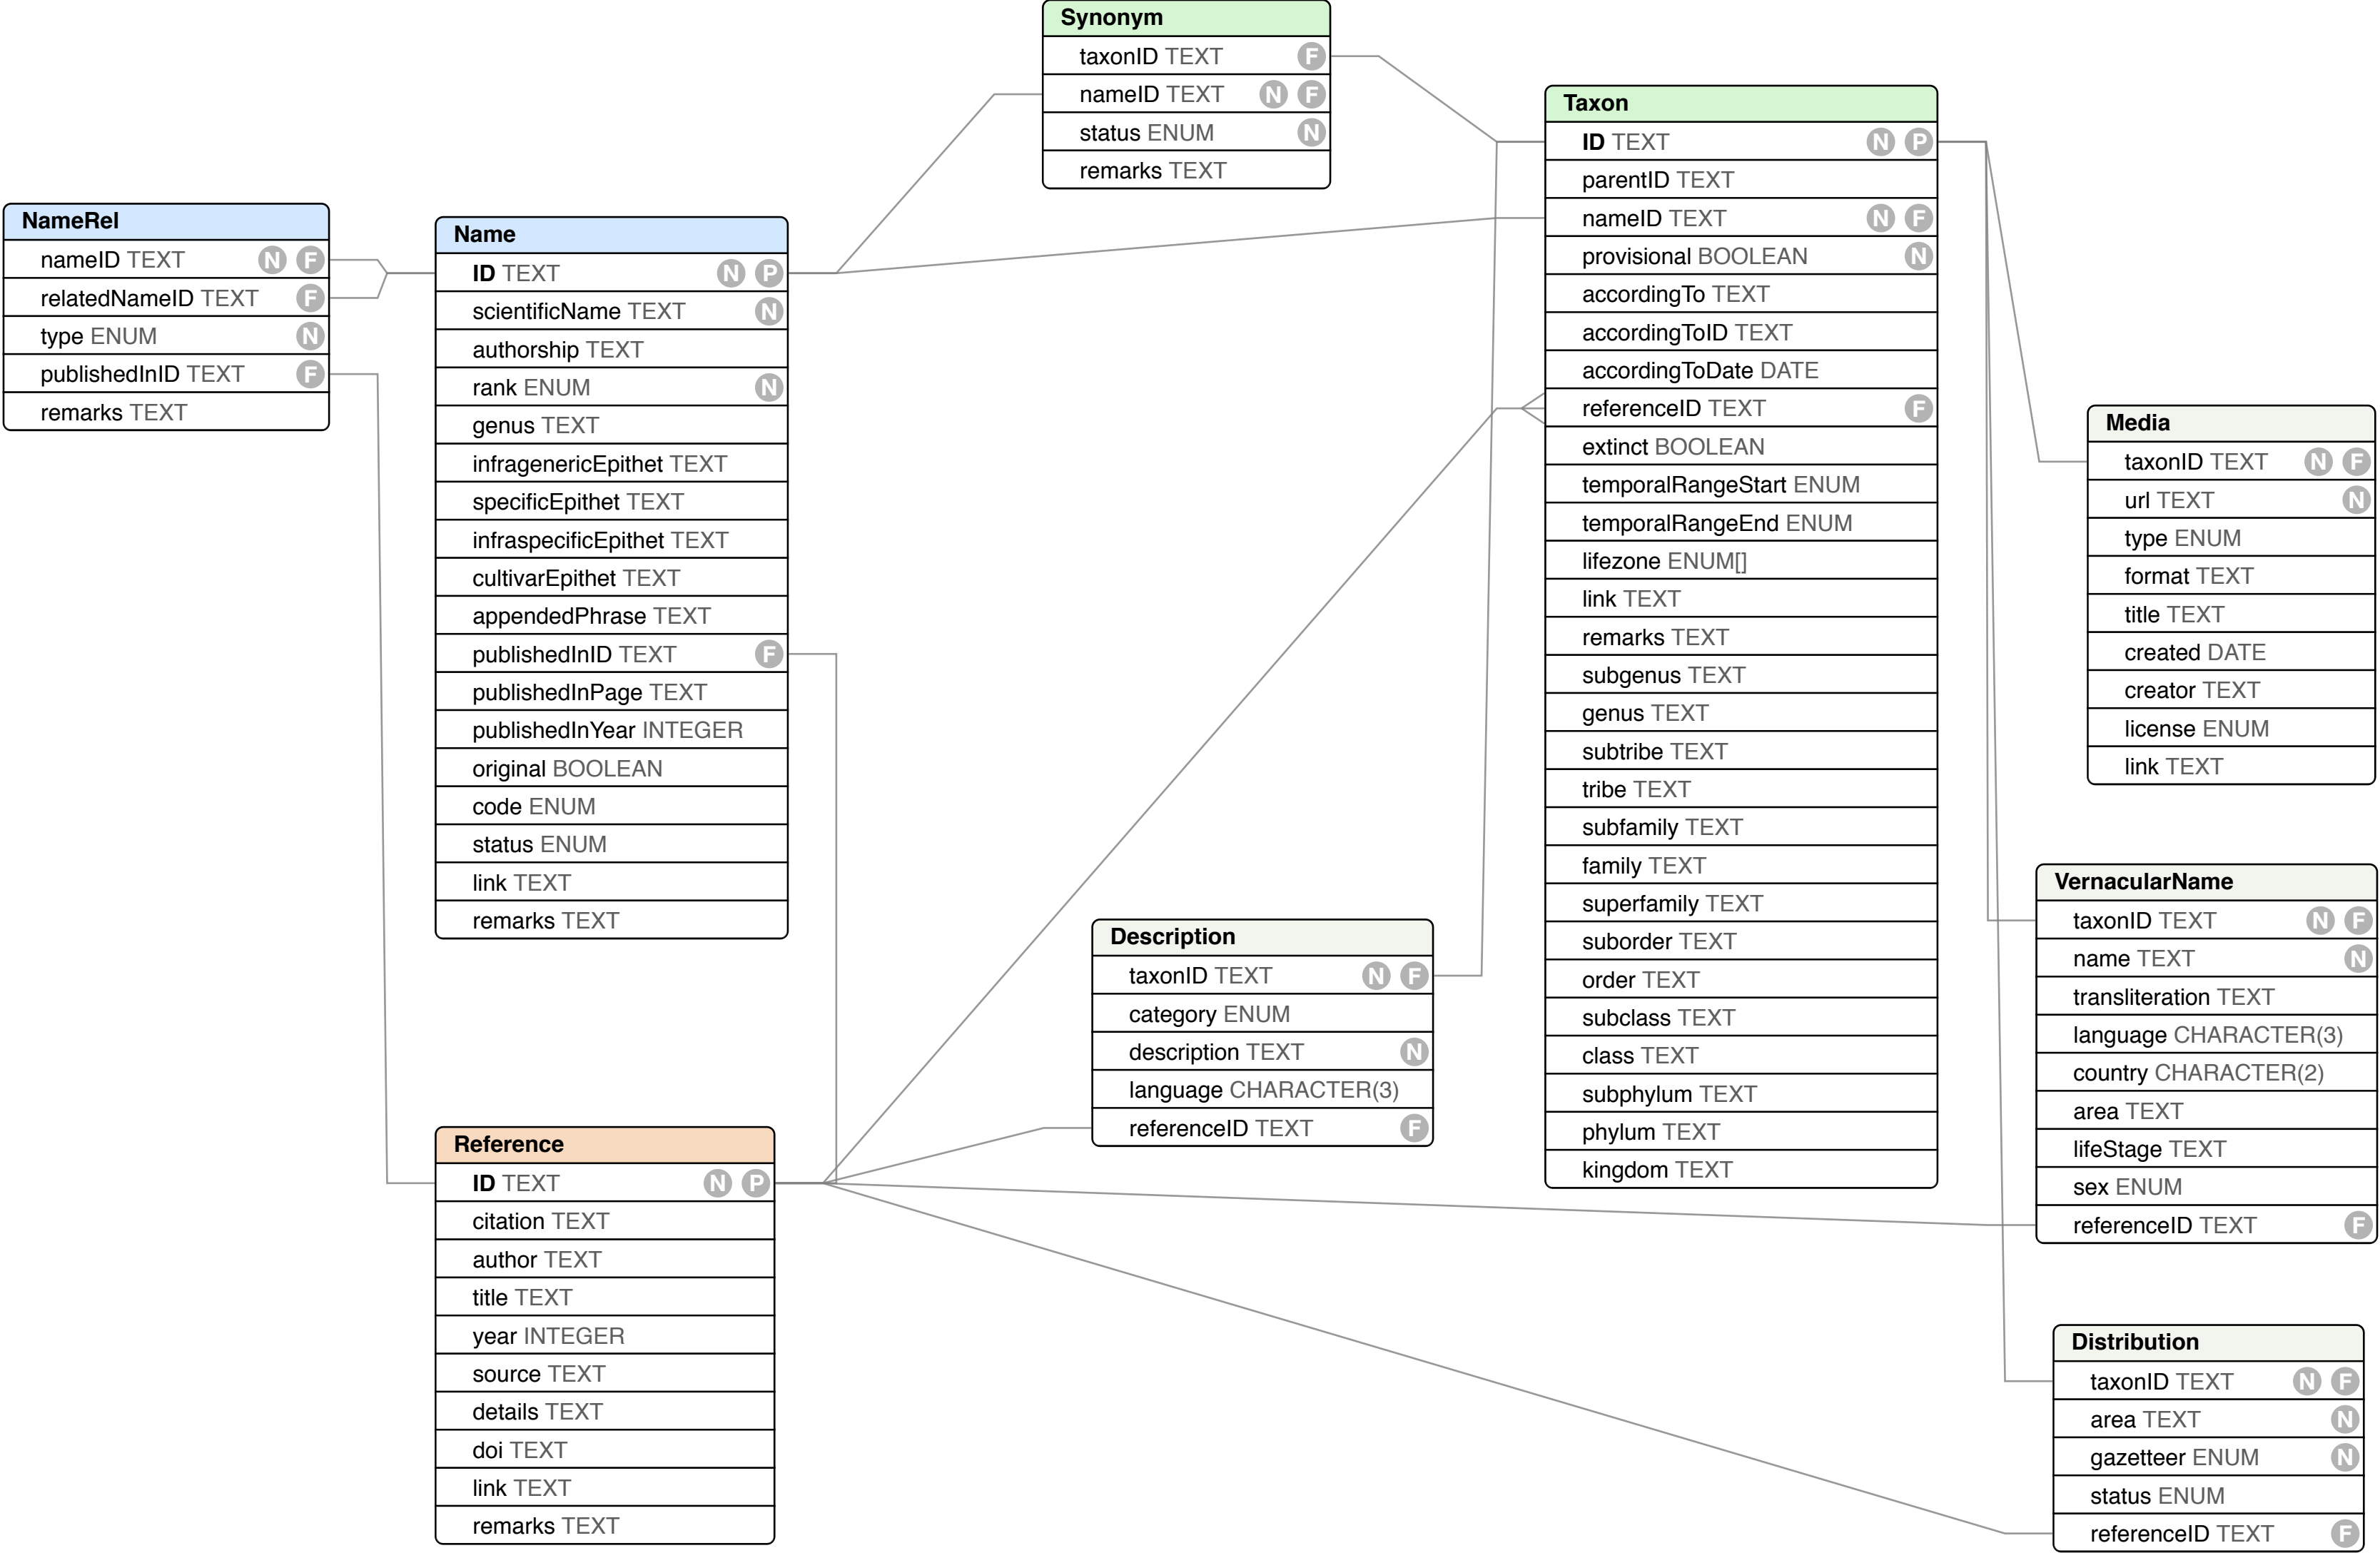 Synonym
taxonID TEXT F
nameID TEXT N F
status ENUM N
remarks TEXT
Taxon
ID TEXT N P
parentID TEXT
nameID TEXT N F
provisional BOOLEAN N
accordingTo TEXT
accordingToID TEXT
accordingToDate DATE
referenceID TEXT F
extinct BOOLEAN
temporalRangeStart ENUM
temporalRangeEnd ENUM
lifezone ENUM[]
link TEXT
remarks TEXT
subgenus TEXT
genus TEXT
subtribe TEXT
tribe TEXT
subfamily TEXT
family TEXT
superfamily TEXT
suborder TEXT
order TEXT
subclass TEXT
class TEXT
subphylum TEXT
phylum TEXT
kingdom TEXT
NameRel
nameID TEXT N F
relatedNameID TEXT F
type ENUM N
publishedInID TEXT F
remarks TEXT
Name
ID TEXT N P
scientificName TEXT N
authorship TEXT
rank ENUM N
genus TEXT
infragenericEpithet TEXT
specificEpithet TEXT
infraspecificEpithet TEXT
cultivarEpithet TEXT
appendedPhrase TEXT
publishedInID TEXT F
publishedInPage TEXT
publishedInYear INTEGER
original BOOLEAN
code ENUM
status ENUM
link TEXT
remarks TEXT
Media
taxonID TEXT N F
url TEXT N
type ENUM
format TEXT
title TEXT
created DATE
creator TEXT
license ENUM
link TEXT
VernacularName
taxonID TEXT N F
name TEXT N
transliteration TEXT
language CHARACTER(3)
country CHARACTER(2)
area TEXT
lifeStage TEXT
sex ENUM
referenceID TEXT F
Description
taxonID TEXT N F
category ENUM
description TEXT N
language CHARACTER(3)
referenceID TEXT F
Reference
ID TEXT N P
citation TEXT
author TEXT
title TEXT
year INTEGER
source TEXT
details TEXT
doi TEXT
link TEXT
remarks TEXT
Distribution
taxonID TEXT N F
area TEXT N
gazetteer ENUM N
status ENUM
referenceID TEXT F